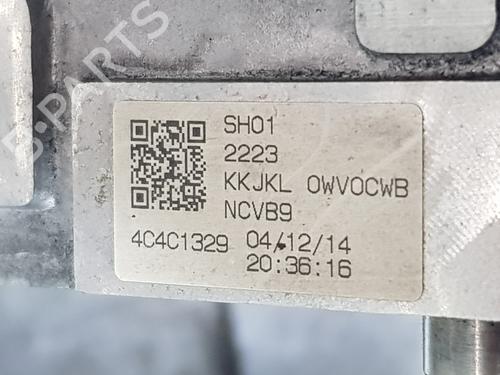 B-PARTS
SH01
2223
KKJKL 0WV0CWB
NCVB9
4C4C1329 04/12/14
20:36:16